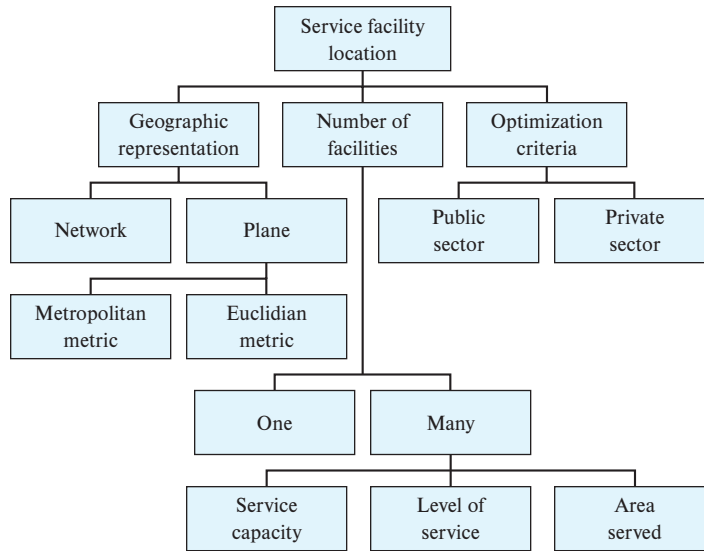 Service facility
location
Geographic
representation
Number of
facilities
Optimization
criteria
Network
Plane
Public
sector
Private
sector
Metropolitan
metric
Euclidian
metric
One
Many
Service
capacity
Level of
service
Area
served